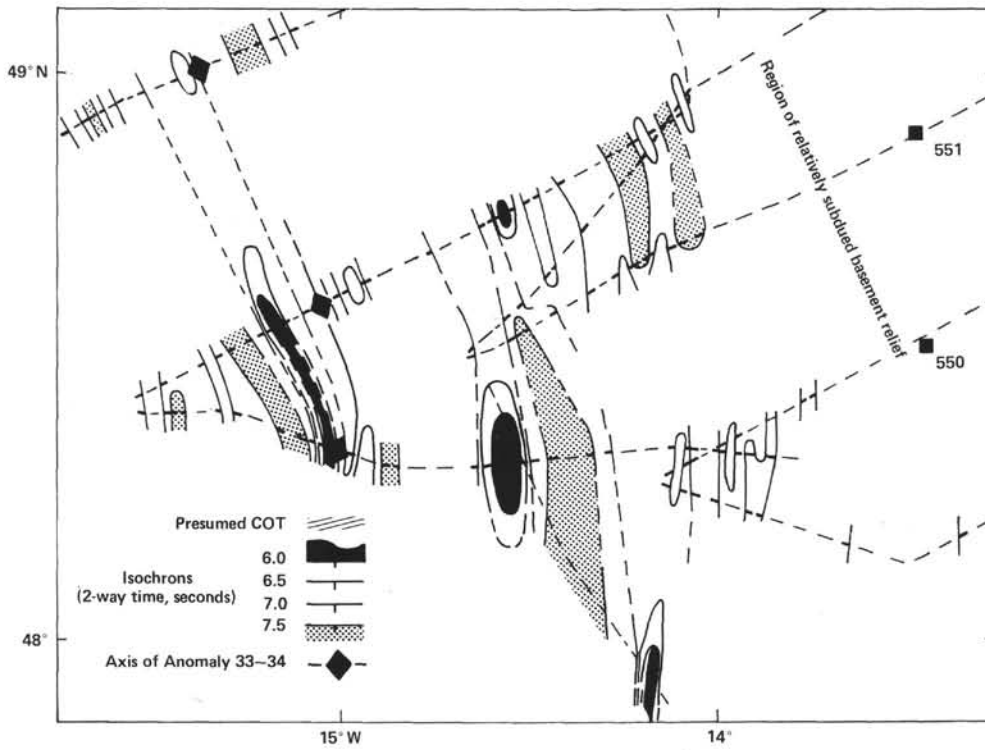 49° N
Region of relatively subdued basement relief
551
550
Presumed COT
6.0
Isochrons
6.5
(2-way time, seconds)
7.0
7.5
48°
Axis of Anomaly 33~34
15° W
14°